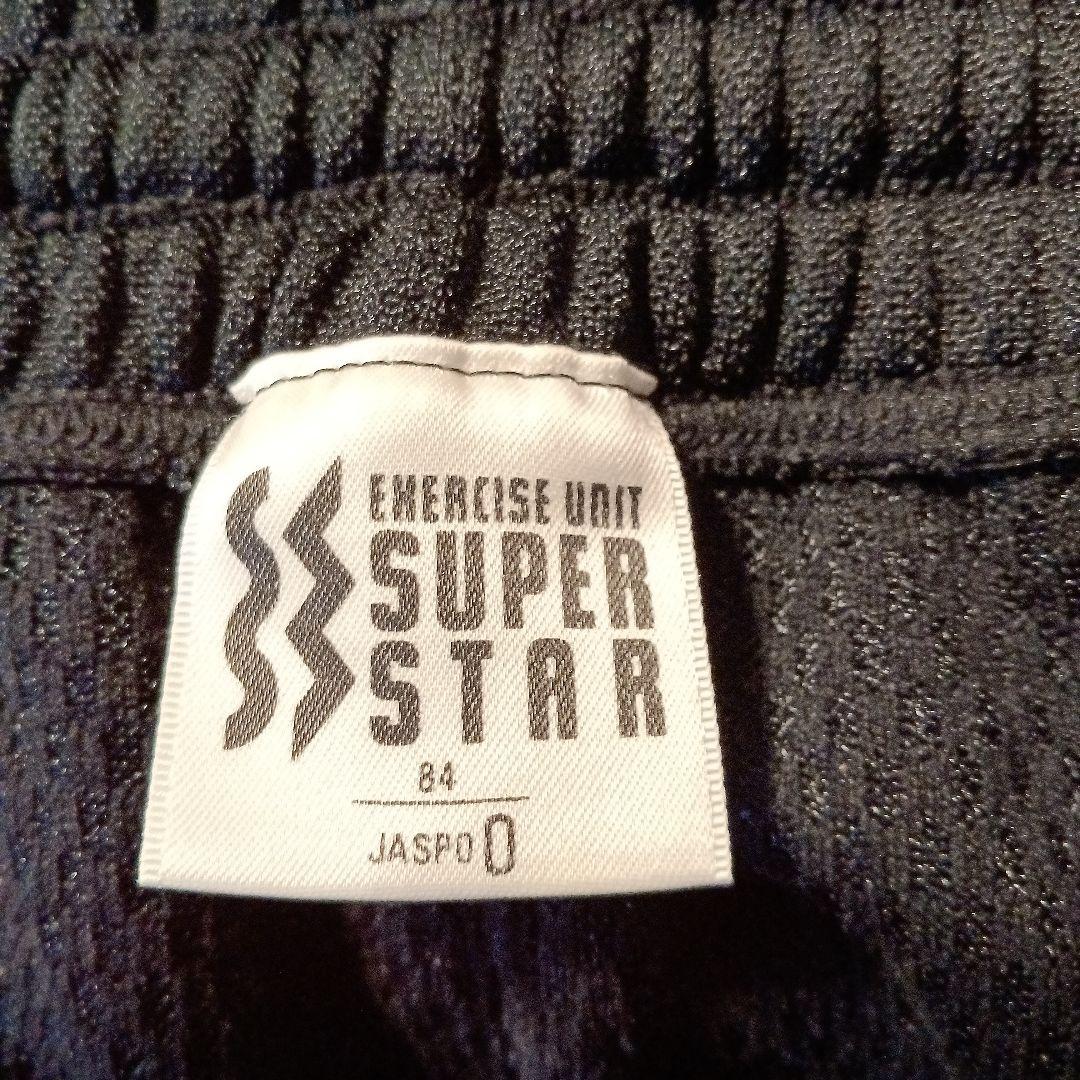 EXERCISE UNIT
SUPER
STAR
84
JASPO O